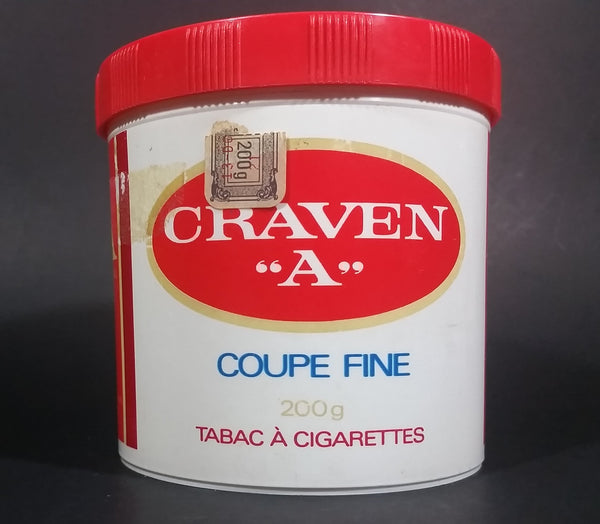 200g
CRAVEN
“A”
COUPE FINE
200g
TABAC À CIGARETTES